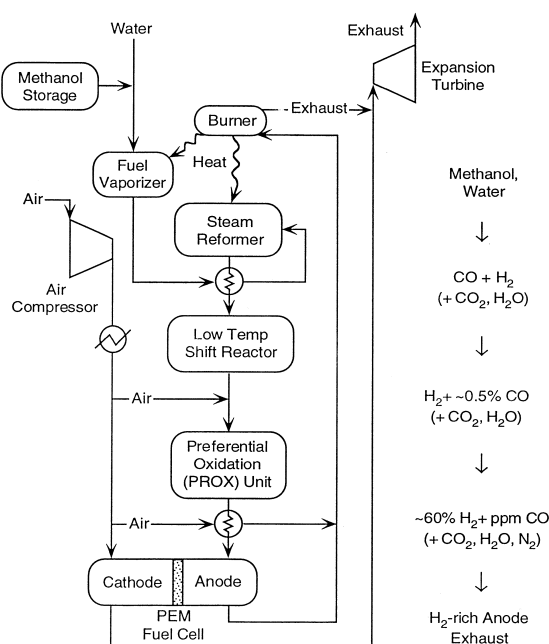 Water
Exhaust
Methanol
Storage
Expansion
Turbine
Burner
Exhaust
Fuel
Vaporizer
Heat
Methanol,
Water
Air
Steam
Reformer
Air
Compressor
CO + H₂
(+ CO₂, H₂O)
Low Temp
Shift Reactor
Air
H₂+ ~0.5% CO
(+ CO₂, H₂O)
Preferential
Oxidation
(PROX) Unit
Air
~60% H₂+ ppm CO
(+ CO₂, H₂O, N₂)
Cathode
Anode
PEM
Fuel Cell
H₂-rich Anode
Exhaust